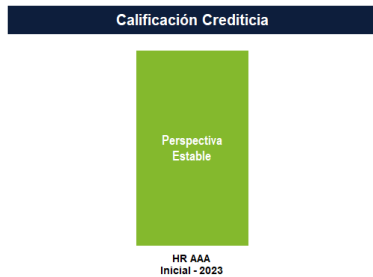 Calificación Crediticia
Perspectiva
Estable
HR AAA
Inicial - 2023